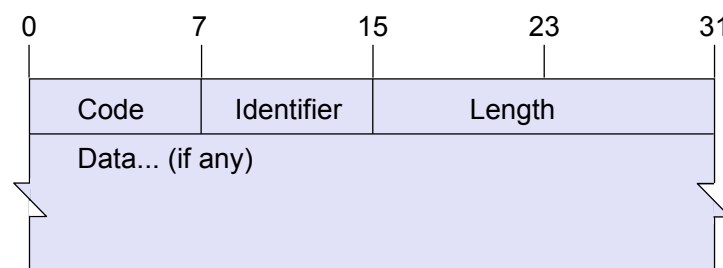 0 7 15 23 31
Code Identifier Length
Data... (if any)